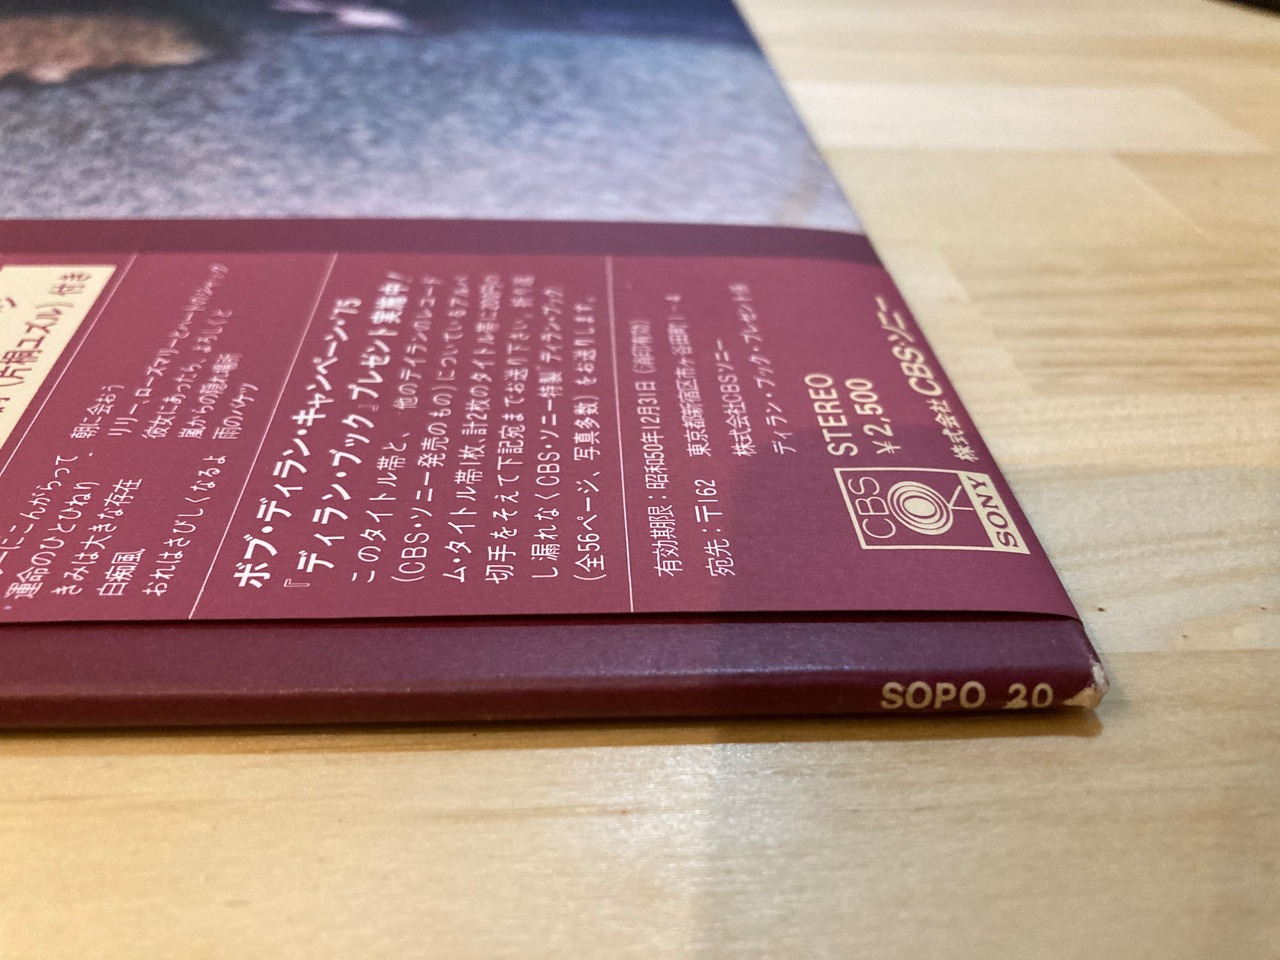 (片桐ユズル) 付き
にこんがらって
運命のひとひねり
きみは大きな存在
白痴風
おれはさびしくなるよ
朝に会おう
リリー、ローズマリーとハートのジャック
彼女にあったら、よろしくと
嵐からの隠れ場所
雨のバケツ
ボブ・ディラン・キャンペーン・'75
『ディラン・ブック』プレゼント実施中!
このタイトル帯と、他のディランのレコード
(CBS・ソニー発売のもの)についているアルバ
ム・タイトル帯1枚、計2枚のタイトル帯に200円の
切手をそえて下記宛までお送り下さい。折り返
し漏れなくCBS・ソニー特製『ディラン・ブック』
(全56ページ、写真多数)をお送りします。
有効期限:昭和50年12月31日(消印有効)
宛先:〒162 東京都新宿区市ヶ谷田町1-4
株式会社CBSソニー
ディラン・ブック・プレゼント係
STEREO
¥2,500
CBS
SONY
株式会社 CBS・ソニー
SOPO 20